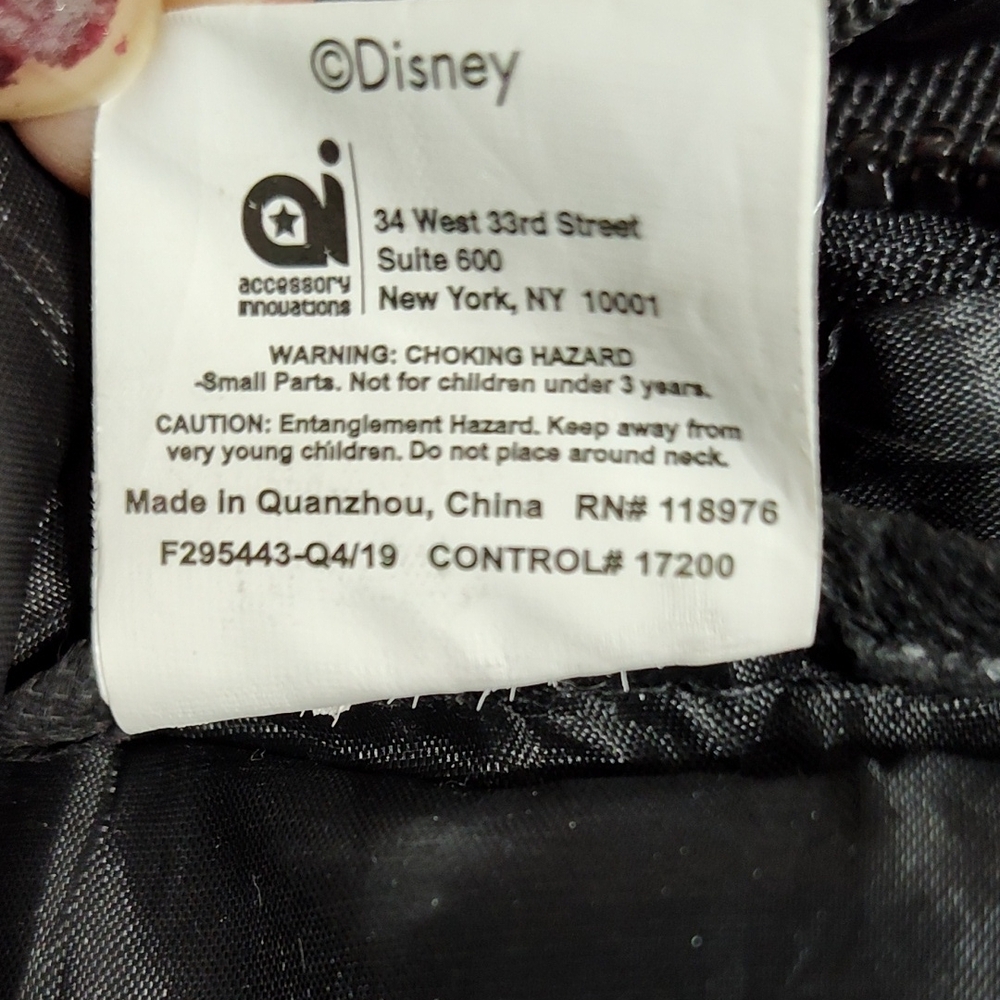 ©Disney
ai
accessory
innovations
34 West 33rd Street
Suite 600
New York, NY 10001
WARNING: CHOKING HAZARD
-Small Parts. Not for children under 3 years.
CAUTION: Entanglement Hazard. Keep away from
very young children. Do not place around neck.
Made in Quanzhou, China RN# 118976
F295443-Q4/19 CONTROL# 17200